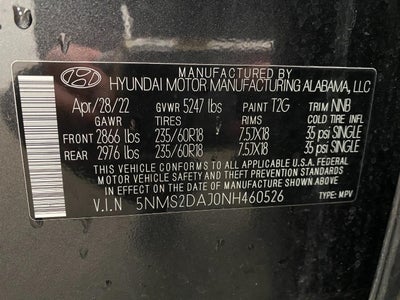 MANUFACTURED BY
HYUNDAI MOTOR MANUFACTURING ALABAMA, LLC
Apr/28/22 GVWR 5247 lbs PAINT T2G TRIM NNB
GAWR TIRES RIMS COLD TIRE INFL
FRONT 2866 lbs 235/60R18 7.5JX18 35 psi SINGLE
REAR 2976 lbs 235/60R18 7.5JX18 35 psi SINGLE
THIS VEHICLE CONFORMS TO ALL APPLICABLE U.S.A. FEDERAL
MOTOR VEHICLE SAFETY AND THEFT PREVENTION STANDARDS
IN EFFECT ON THE DATE OF MANUFACTURE SHOWN ABOVE.
V.I.N 5NMS2DAJ0NH460526 TYPE: MPV